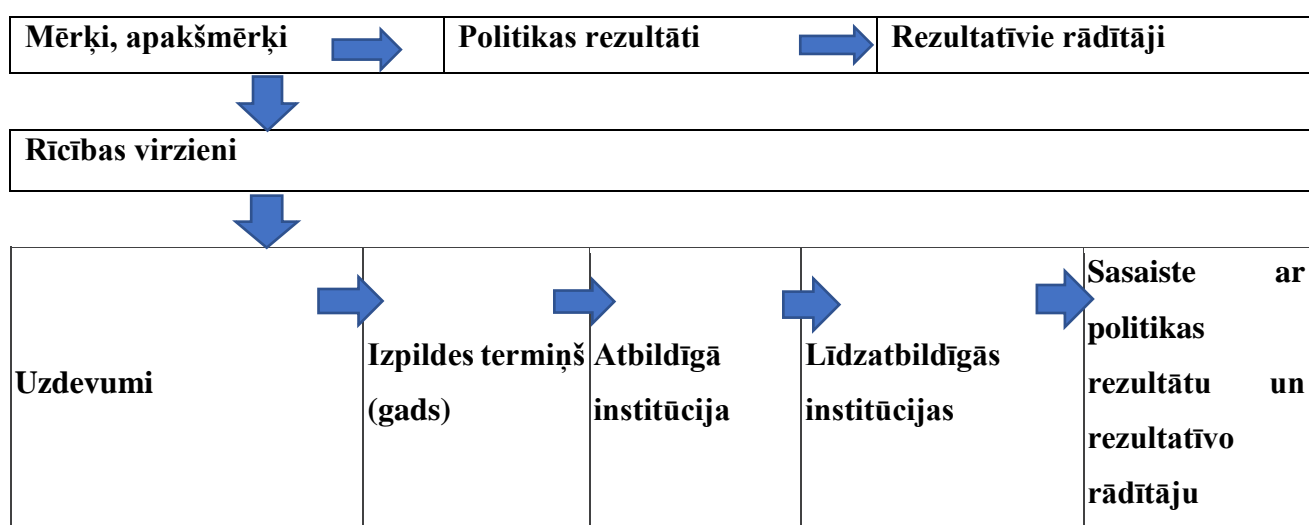 Mērķi, apakšmērķi
Politikas rezultāti
Rezultatīvie rādītāji
Rīcības virzieni
Uzdevumi
Izpildes termiņš
(gads)
Atbildīgā
institūcija
Līdzatbildīgās
institūcijas
Sasaiste ar
politikas
rezultātu un
rezultatīvo
rādītāju